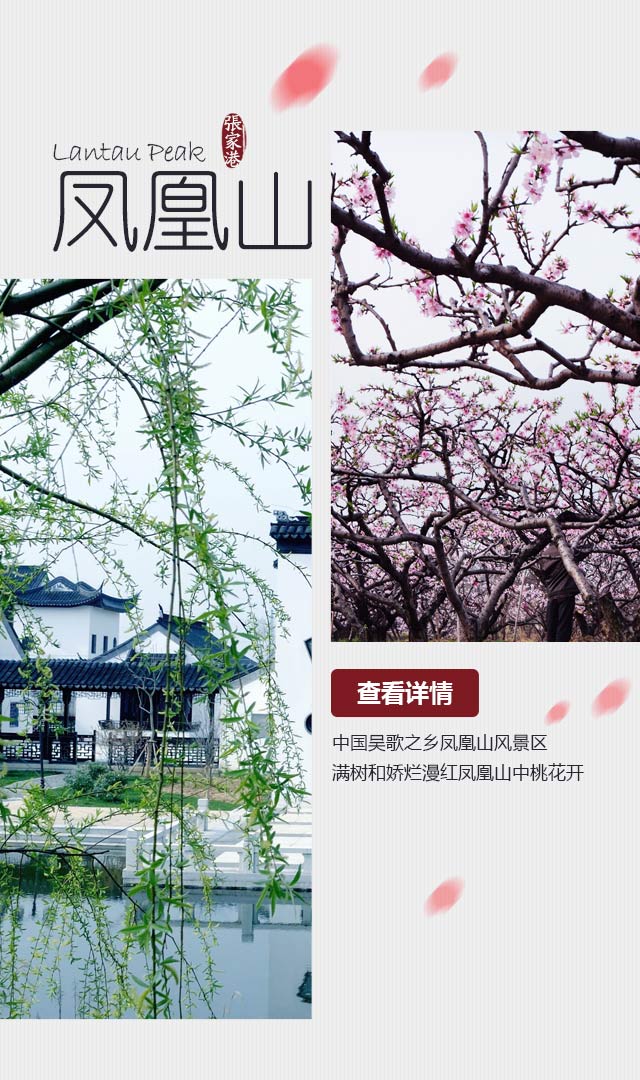 張家港
Lantau Peak
凤凰山
查看详情
中国吴歌之乡凤凰山风景区
满树和娇烂漫红凤凰山中桃花开